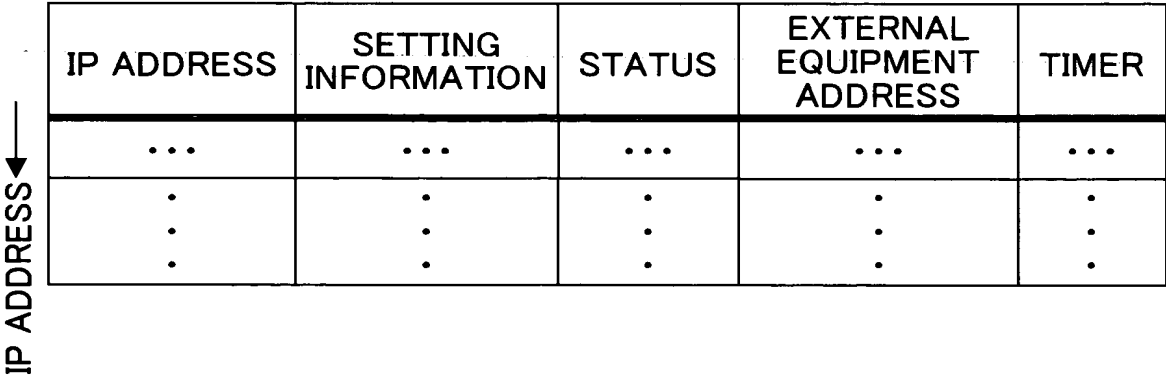 IP ADDRESS
SETTING
INFORMATION
STATUS
EXTERNAL
EQUIPMENT
ADDRESS
TIMER
... ... ... ... ...
. . . . .
. . . . .
. . . . .
IP ADDRESS